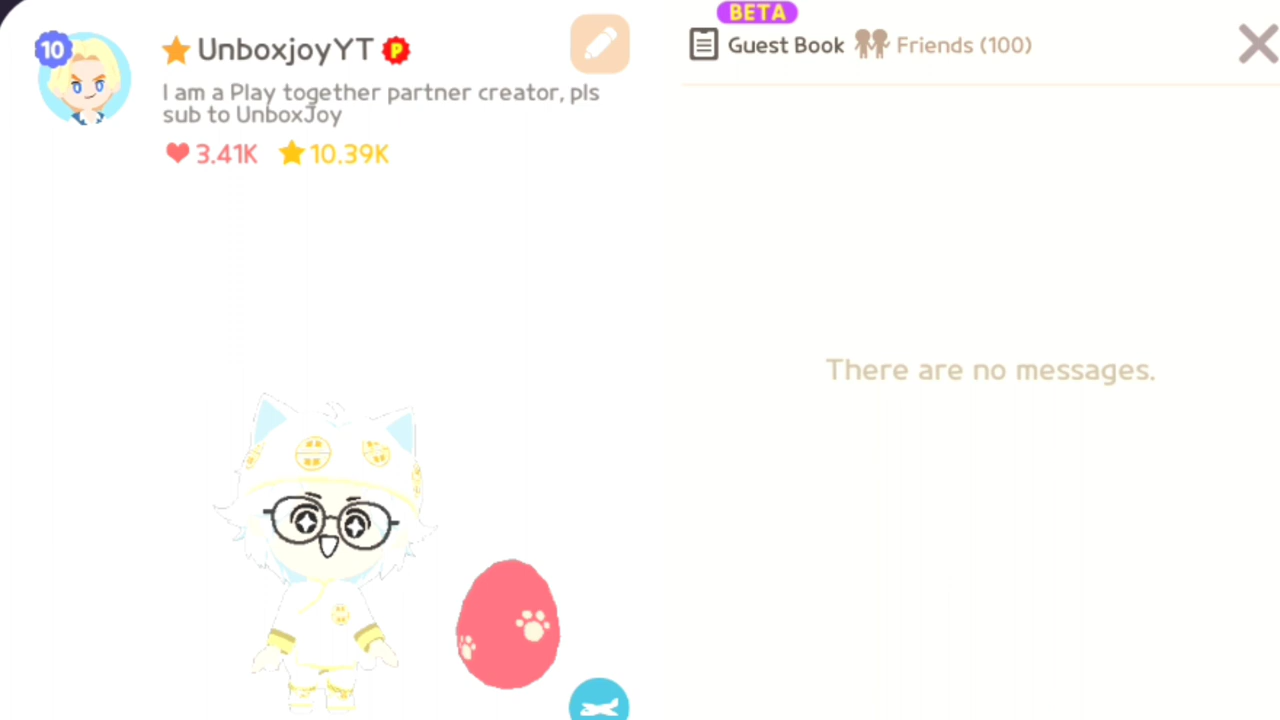 10
UnboxjoyYT P
I am a Play together partner creator, pls
sub to UnboxJoy
3.41K 10.39K
BETA
Guest Book Friends (100)
There are no messages.